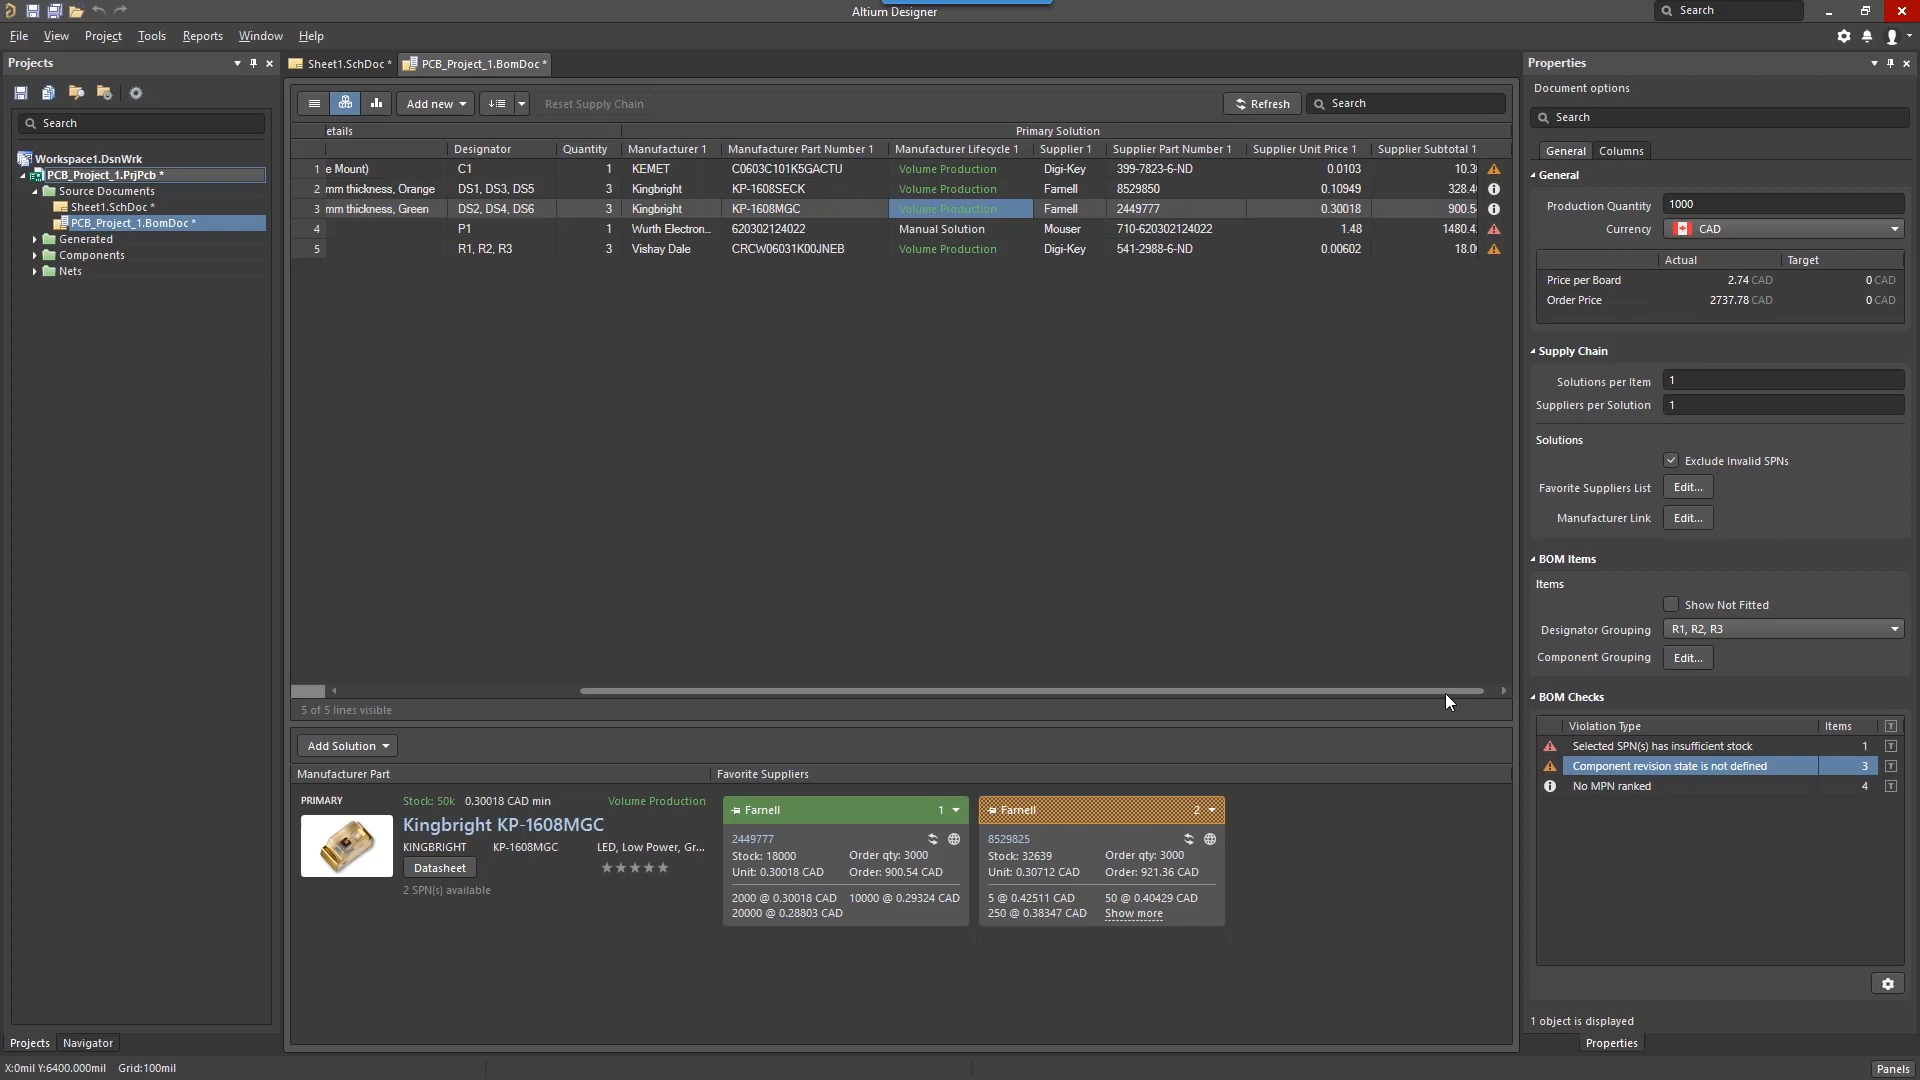 Altium Designer
Search
File View Project Tools Reports Window Help
Projects
Search
Workspace1.DsnWrk
PCB_Project_1.PrjPcb *
Source Documents
Sheet1.SchDoc *
PCB_Project_1.BomDoc *
Generated
Components
Nets
Projects Navigator
Sheet1.SchDoc * PCB_Project_1.BomDoc *
Add new Reset Supply Chain Refresh Search
etails Primary Solution
Designator Quantity Manufacturer 1 Manufacturer Part Number 1 Manufacturer Lifecycle 1 Supplier 1 Supplier Part Number 1 Supplier Unit Price 1 Supplier Subtotal 1
1 e Mount) C1 1 KEMET C0603C101K5GACTU Volume Production Digi-Key 399-7823-6-ND 0.0103 10.3
2 mm thickness, Orange DS1, DS3, DS5 3 Kingbright KP-1608SECK Volume Production Farnell 8529850 0.10949 328.4
3 mm thickness, Green DS2, DS4, DS6 3 Kingbright KP-1608MGC Volume Production Farnell 2449777 0.30018 900.5
4 P1 1 Wurth Electron... 620302124022 Manual Solution Mouser 710-620302124022 1.48 1480.4
5 R1, R2, R3 3 Vishay Dale CRCW06031K00JNEB Volume Production Digi-Key 541-2988-6-ND 0.00602 18.0
5 of 5 lines visible
Add Solution
Manufacturer Part Favorite Suppliers
PRIMARY
Stock: 50k 0.30018 CAD min Volume Production
Kingbright KP-1608MGC
KINGBRIGHT KP-1608MGC LED, Low Power, Gr...
Datasheet
2 SPN(s) available
Farnell 1
2449777
Stock: 18000 Order qty: 3000
Unit: 0.30018 CAD Order: 900.54 CAD
2000 @ 0.30018 CAD 10000 @ 0.29324 CAD
20000 @ 0.28803 CAD
Farnell 2
8529825
Stock: 32639 Order qty: 3000
Unit: 0.30712 CAD Order: 921.36 CAD
5 @ 0.42511 CAD 50 @ 0.40429 CAD
250 @ 0.38347 CAD Show more
Properties
Document options
Search
General Columns
General
Production Quantity 1000
Currency CAD
Actual Target
Price per Board 2.74 CAD 0 CAD
Order Price 2737.78 CAD 0 CAD
Supply Chain
Solutions per Item 1
Suppliers per Solution 1
Solutions
Exclude Invalid SPNs
Favorite Suppliers List Edit...
Manufacturer Link Edit...
BOM Items
Items
Show Not Fitted
Designator Grouping R1, R2, R3
Component Grouping Edit...
BOM Checks
Violation Type Items
Selected SPN(s) has insufficient stock 1
Component revision state is not defined 3
No MPN ranked 4
1 object is displayed
Properties
X:0mil Y:6400.000mil Grid:100mil
Panels